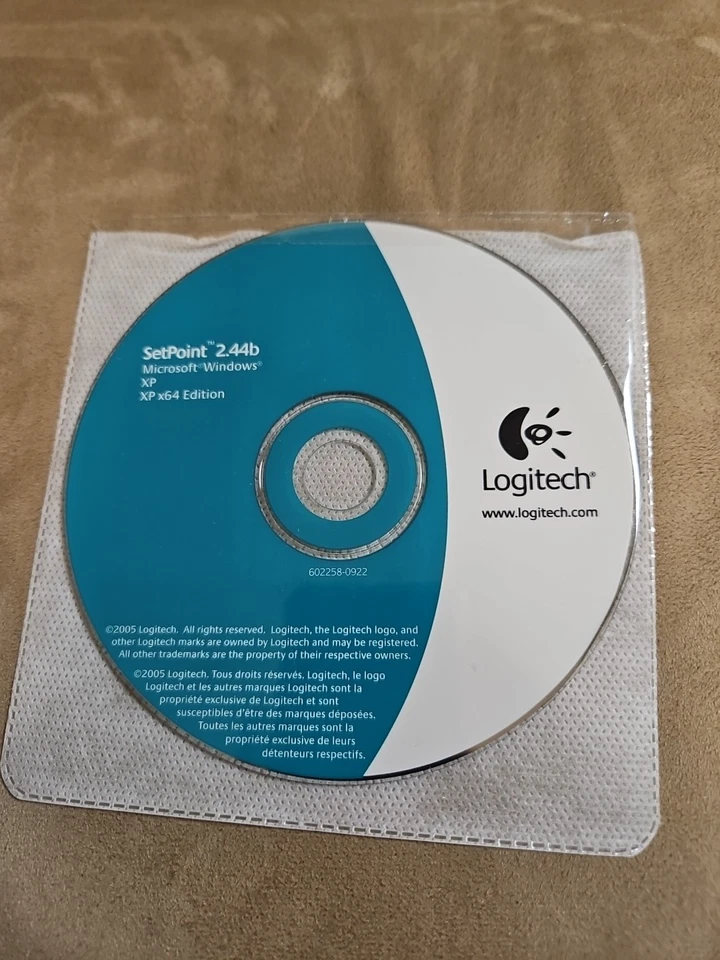 SetPoint™ 2.44b
Microsoft® Windows®
XP
XP x64 Edition
Logitech®
www.logitech.com
602258-0922
©2005 Logitech. All rights reserved. Logitech, the Logitech logo, and
other Logitech marks are owned by Logitech and may be registered.
All other trademarks are the property of their respective owners.
©2005 Logitech. Tous droits réservés. Logitech, le logo
Logitech et les autres marques Logitech sont la
propriété exclusive de Logitech et sont
susceptibles d'être des marques déposées.
Toutes les autres marques sont la
propriété exclusive de leurs
détenteurs respectifs.